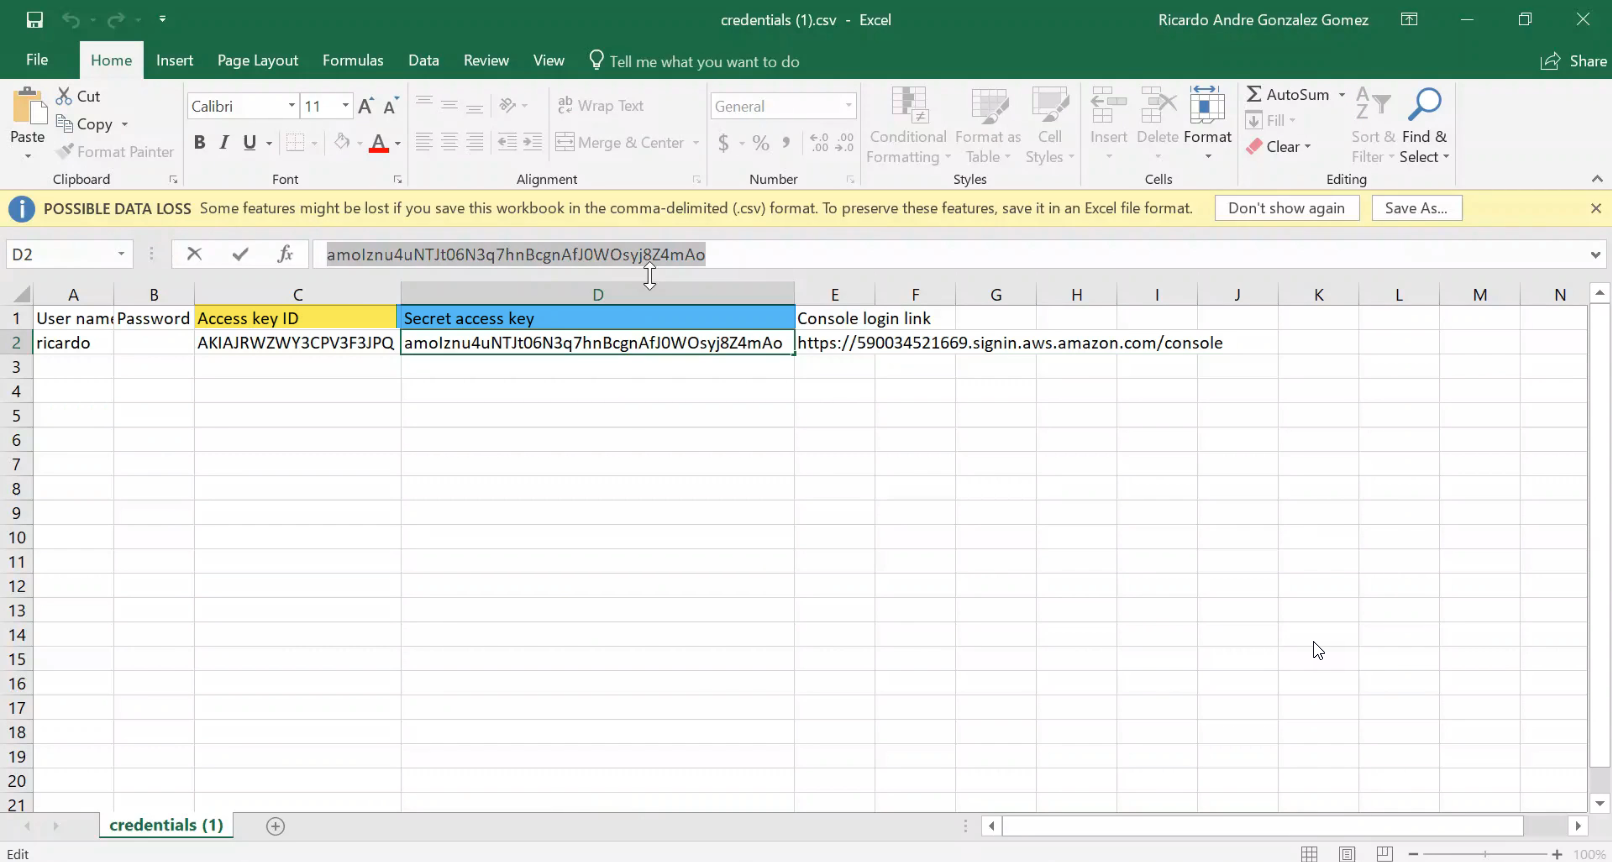 credentials (1).csv - Excel
Ricardo Andre Gonzalez Gomez
File Home Insert Page Layout Formulas Data Review View Tell me what you want to do Share
Paste
Cut
Copy
Format Painter
Clipboard
Calibri 11
B I U
Font
Wrap Text
Merge & Center
Alignment
General
$ % ,
Number
Conditional Formatting
Format as Table
Cell Styles
Styles
Insert Delete Format
Cells
AutoSum
Fill
Clear
Sort & Filter
Find & Select
Editing
POSSIBLE DATA LOSS Some features might be lost if you save this workbook in the comma-delimited (.csv) format. To preserve these features, save it in an Excel file format. Don't show again Save As...
D2 fx amoIznu4uNTJt06N3q7hnBcgnAfJ0WOsyj8Z4mAo
A B C D E F G H I J K L M N
1 User name Password Access key ID Secret access key Console login link
2 ricardo AKIAJRWZWY3CPV3F3JPQ amoIznu4uNTJt06N3q7hnBcgnAfJ0WOsyj8Z4mAo https://590034521669.signin.aws.amazon.com/console
3
4
5
6
7
8
9
10
11
12
13
14
15
16
17
18
19
20
21
credentials (1)
Edit 100%